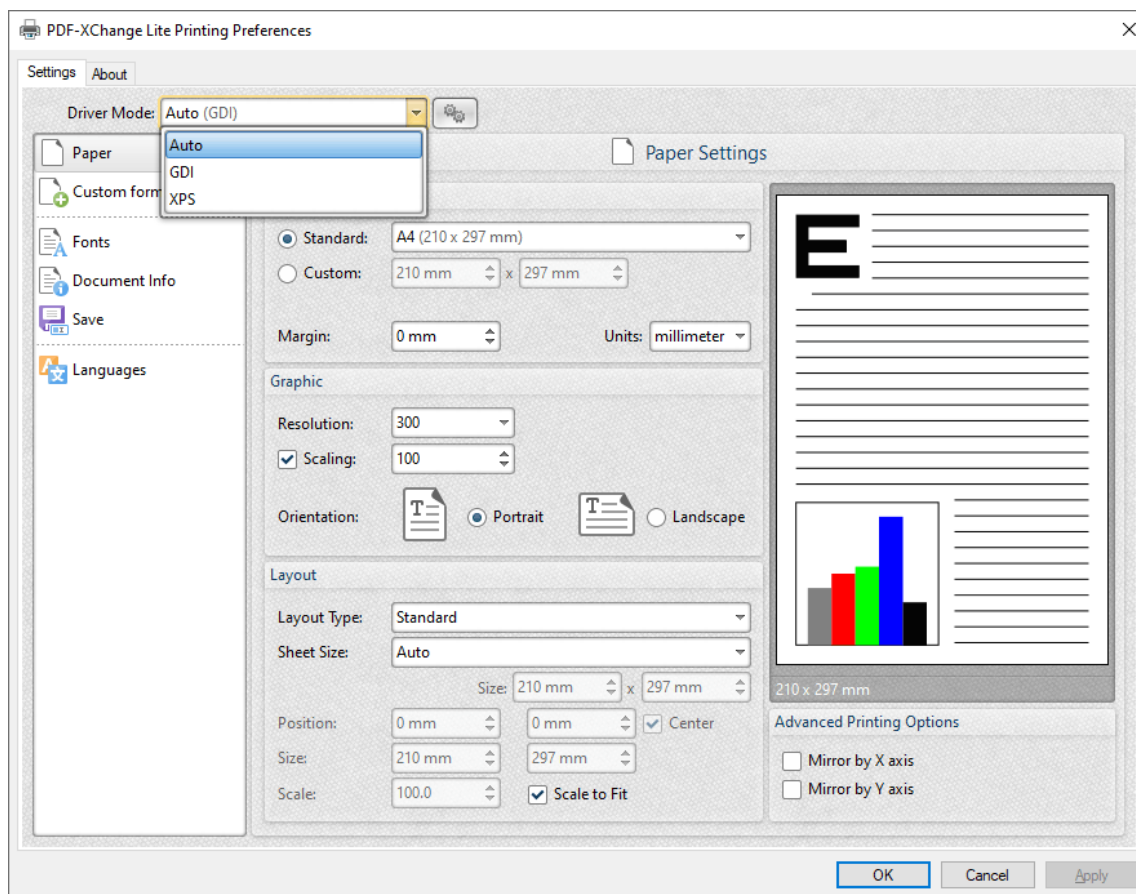 PDF-XChange Lite Printing Preferences
Settings About
Driver Mode: Auto (GDI)
Auto
GDI
XPS
Paper
Custom form
Fonts
Document Info
Save
Languages
Paper Settings
Standard: A4 (210 x 297 mm)
Custom: 210 mm x 297 mm
Margin: 0 mm Units: millimeter
Graphic
Resolution: 300
Scaling: 100
Orientation: T Portrait T Landscape
Layout
Layout Type: Standard
Sheet Size: Auto
Size: 210 mm x 297 mm
Position: 0 mm 0 mm Center
Size: 210 mm 297 mm
Scale: 100.0 Scale to Fit
E
210 x 297 mm
Advanced Printing Options
Mirror by X axis
Mirror by Y axis
OK Cancel Apply